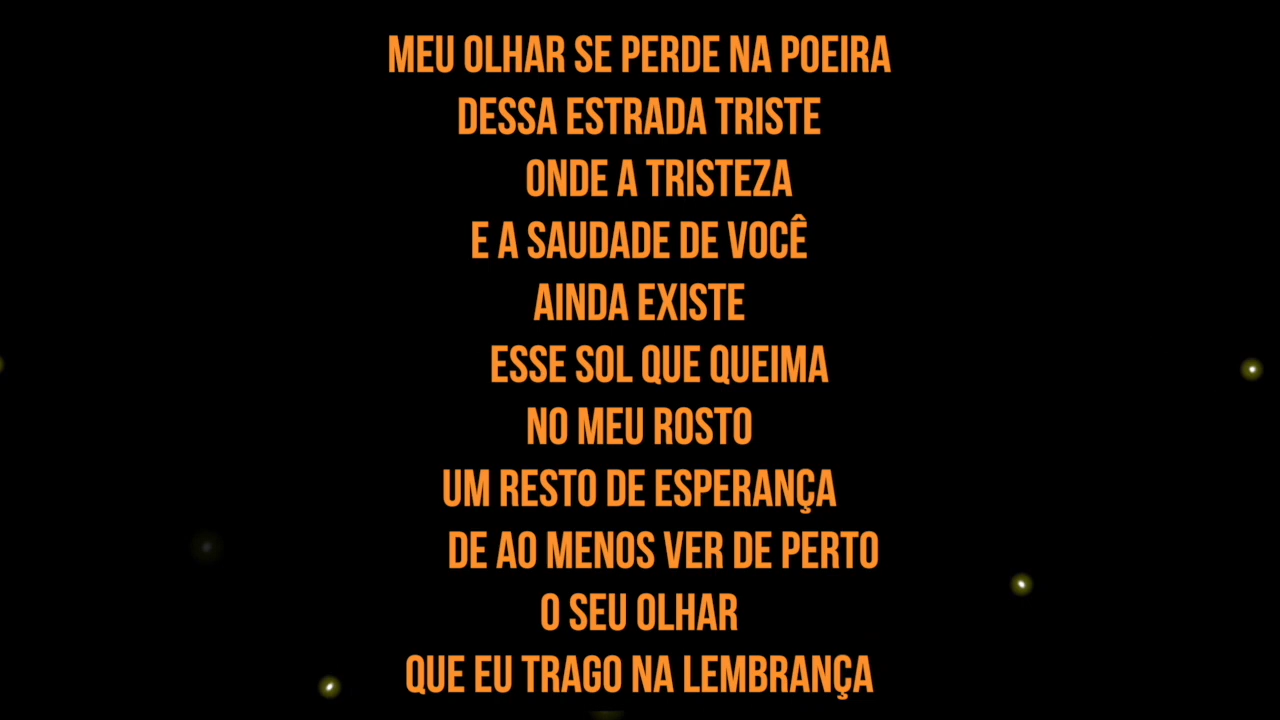 MEU OLHAR SE PERDE NA POEIRA
DESSA ESTRADA TRISTE
ONDE A TRISTEZA
E A SAUDADE DE VOCÊ
AINDA EXISTE
ESSE SOL QUE QUEIMA
NO MEU ROSTO
UM RESTO DE ESPERANÇA
DE AO MENOS VER DE PERTO
O SEU OLHAR
QUE EU TRAGO NA LEMBRANÇA